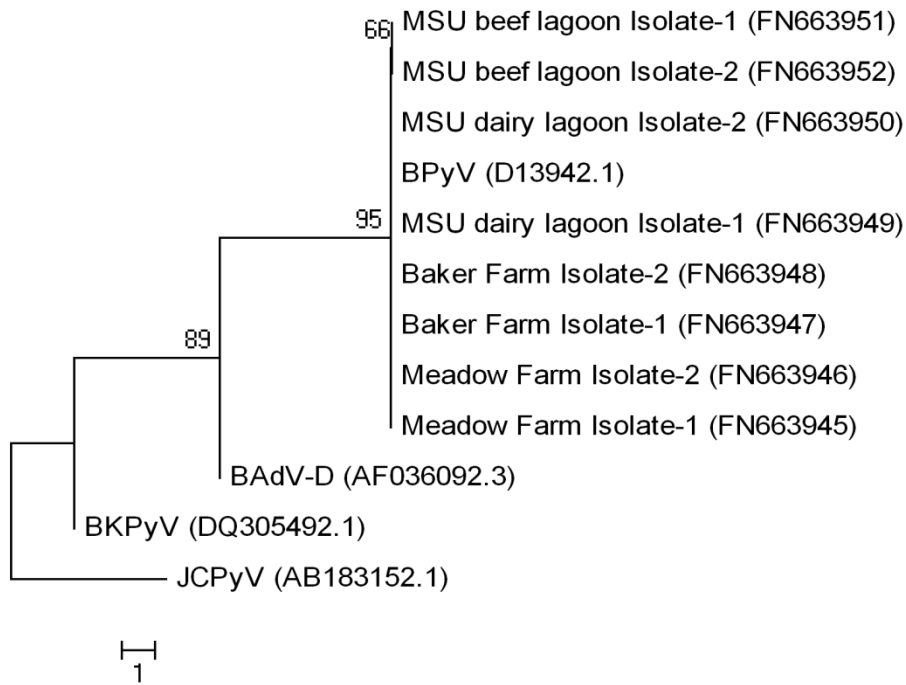 66
MSU beef lagoon Isolate-1 (FN663951)
MSU beef lagoon Isolate-2 (FN663952)
MSU dairy lagoon Isolate-2 (FN663950)
BPyV (D13942.1)
95
MSU dairy lagoon Isolate-1 (FN663949)
Baker Farm Isolate-2 (FN663948)
Baker Farm Isolate-1 (FN663947)
89
Meadow Farm Isolate-2 (FN663946)
Meadow Farm Isolate-1 (FN663945)
BAdV-D (AF036092.3)
BKPyV (DQ305492.1)
JCPyV (AB183152.1)
1